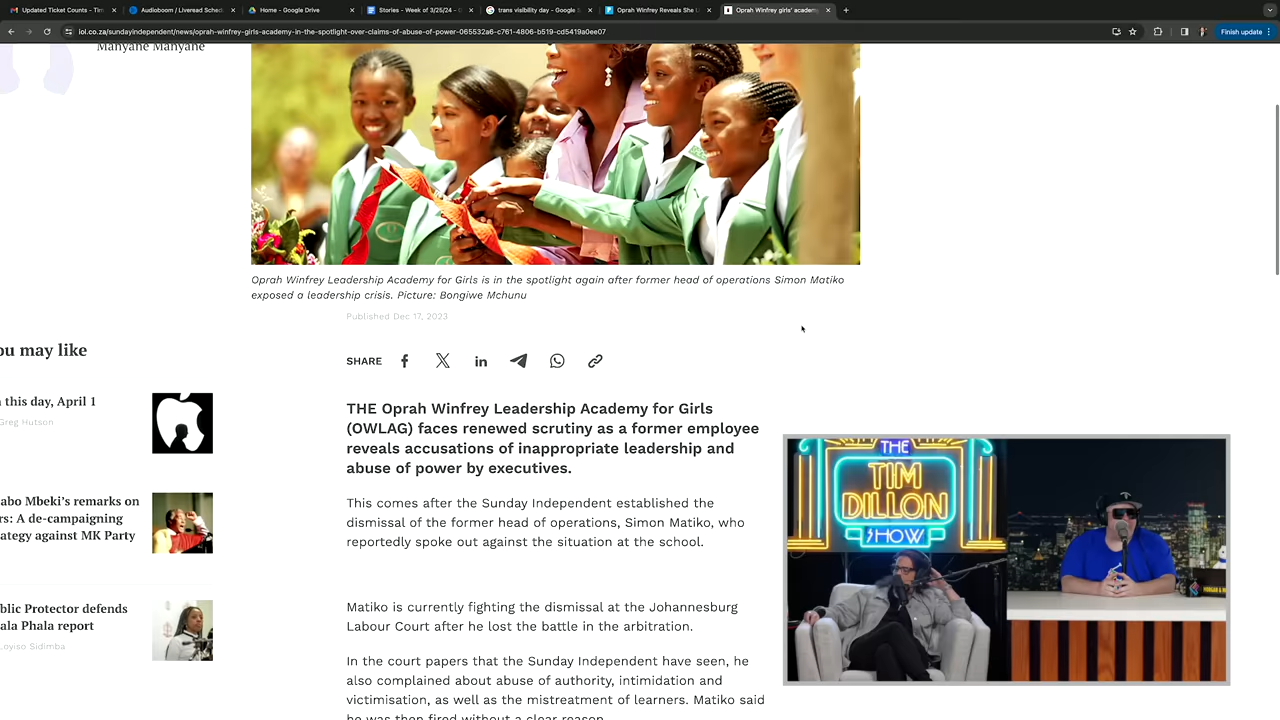 Updated Ticket Counts – Tim
Audioboom / Liveread Sched
Home - Google Drive
Stories - Week of 3/25/24 - G
trans visibility day - Google S
Oprah Winfrey Reveals She U
Oprah Winfrey girls' academy
iol.co.za/sundayindependent/news/oprah-winfrey-girls-academy-in-the-spotlight-over-claims-of-abuse-of-power-065532a6-c761-4806-b519-cd5419a0ee07
Finish update
Manyane Manyane
Oprah Winfrey Leadership Academy for Girls is in the spotlight again after former head of operations Simon Matiko
exposed a leadership crisis. Picture: Bongiwe Mchunu
Published Dec 17, 2023
ou may like
SHARE
this day, April 1
Greg Hutson
abo Mbeki's remarks on
rs: A de-campaigning
ategy against MK Party
blic Protector defends
ala Phala report
Loyiso Sidimba
THE Oprah Winfrey Leadership Academy for Girls
(OWLAG) faces renewed scrutiny as a former employee
reveals accusations of inappropriate leadership and
abuse of power by executives.
This comes after the Sunday Independent established the
dismissal of the former head of operations, Simon Matiko, who
reportedly spoke out against the situation at the school.
Matiko is currently fighting the dismissal at the Johannesburg
Labour Court after he lost the battle in the arbitration.
In the court papers that the Sunday Independent have seen, he
also complained about abuse of authority, intimidation and
victimisation, as well as the mistreatment of learners. Matiko said
he was then fired without a clear reason.
THE
TIM
DILLON
SHOW